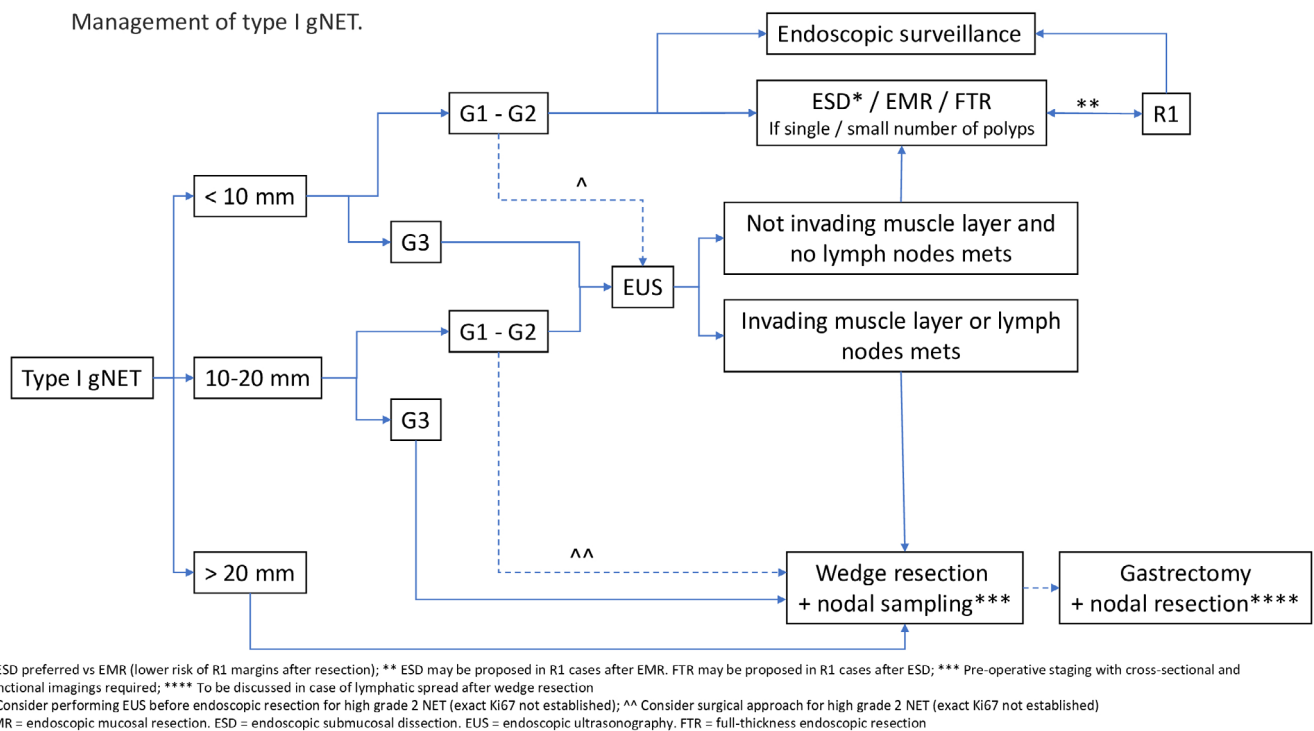 Management of type I gNET.
Endoscopic surveillance
ESD* / EMR / FTR
If single / small number of polyps
**
R1
G1 - G2
^
< 10 mm
G3
Not invading muscle layer and
no lymph nodes mets
EUS
G1 - G2
Invading muscle layer or lymph
nodes mets
Type I gNET
10-20 mm
G3
^^
> 20 mm
Wedge resection
+ nodal sampling***
Gastrectomy
+ nodal resection****
ESD preferred vs EMR (lower risk of R1 margins after resection); ** ESD may be proposed in R1 cases after EMR. FTR may be proposed in R1 cases after ESD; *** Pre-operative staging with cross-sectional and
nctional imagings required; **** To be discussed in case of lymphatic spread after wedge resection
Consider performing EUS before endoscopic resection for high grade 2 NET (exact Ki67 not established); ^^ Consider surgical approach for high grade 2 NET (exact Ki67 not established)
MR = endoscopic mucosal resection. ESD = endoscopic submucosal dissection. EUS = endoscopic ultrasonography. FTR = full-thickness endoscopic resection